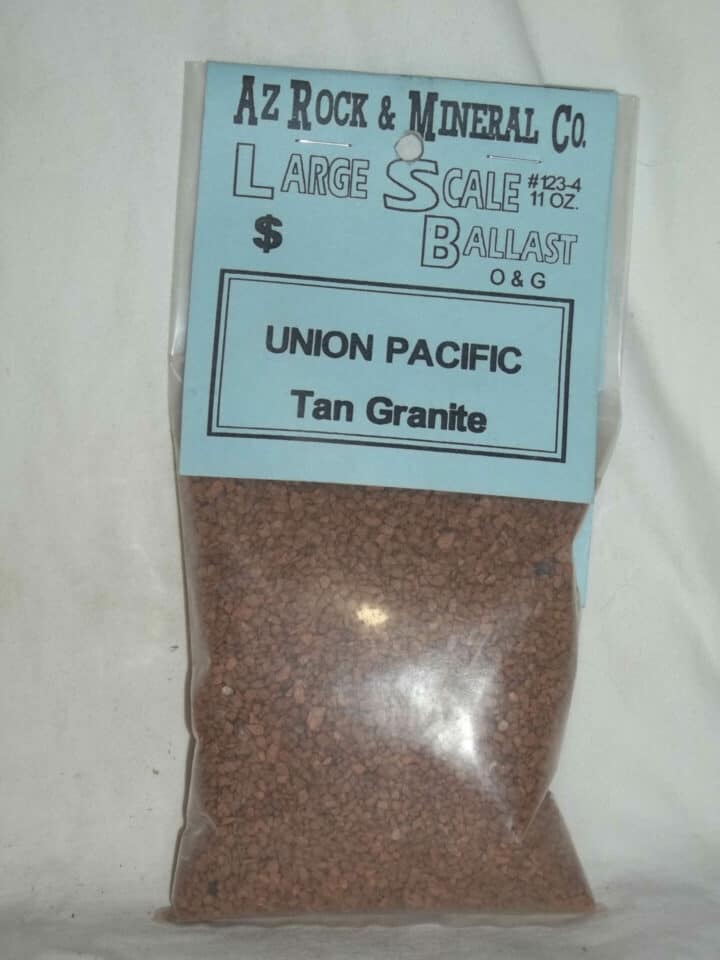 AZ ROCK & MINERAL CO.
LARGE SCALE #123-4
11 OZ.
$ BALLAST
O & G
UNION PACIFIC
Tan Granite